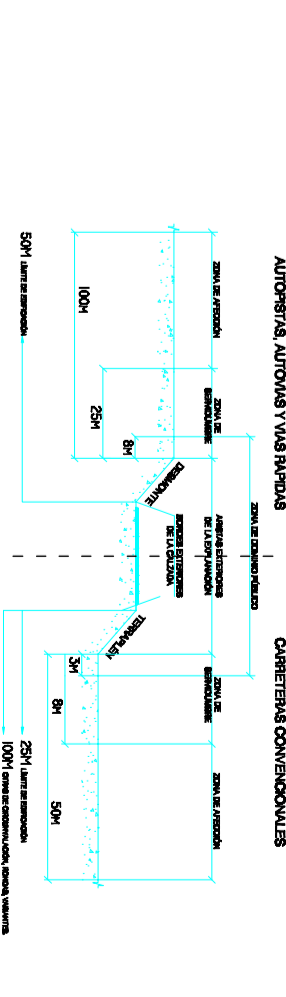 AUTOPISTAS, AUTOVIAS Y VIAS RAPIDAS
CARRETERAS CONVENCIONALES
ZONA DE DOMINIO PÚBLICO
ZONA DE AFECCIÓN
ZONA DE
SERVIDUMBRE
ARISTAS EXTERIORES
DE LA EXPLANACIÓN
ZONA DE
SERVIDUMBRE
ZONA DE AFECCIÓN
DESMONTE
BORDES EXTERIORES
DE LA CALZADA
TERRAPLÉN
8M
25M
100M
3M
8M
50M
50M LÍMITE DE EDIFICACIÓN
25M LÍMITE DE EDIFICACIÓN
100M